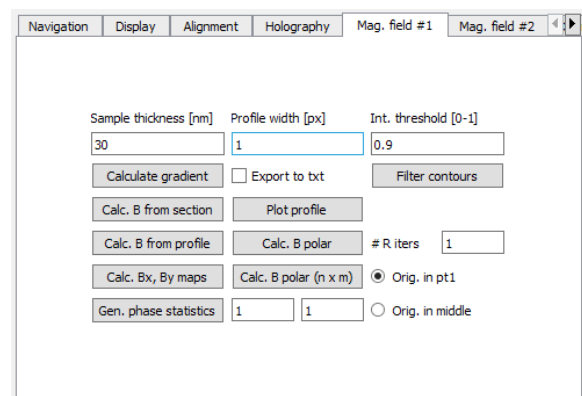 Navigation Display Alignment Holography Mag. field #1 Mag. field #2
Sample thickness [nm] Profile width [px] Int. threshold [0-1]
30 1 0.9
Calculate gradient Export to txt Filter contours
Calc. B from section Plot profile
Calc. B from profile Calc. B polar # R iters 1
Calc. Bx, By maps Calc. B polar (n x m) Orig. in pt1
Gen. phase statistics 1 1 Orig. in middle